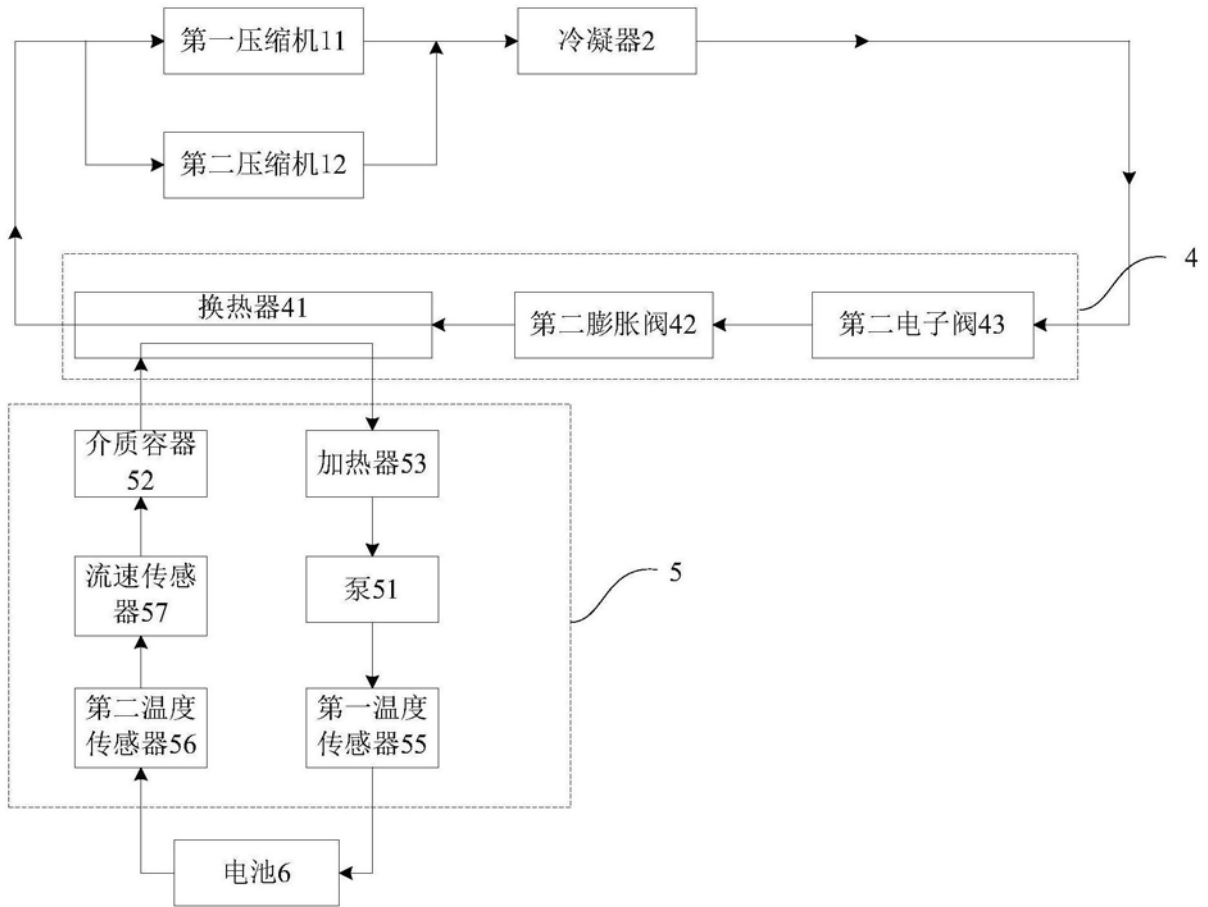 第一压缩机11
冷凝器2
第二压缩机12
4
换热器41
第二膨胀阀42
第二电子阀43
介质容器
52
加热器53
流速传感
器57
泵51
5
第二温度
传感器56
第一温度
传感器55
电池6